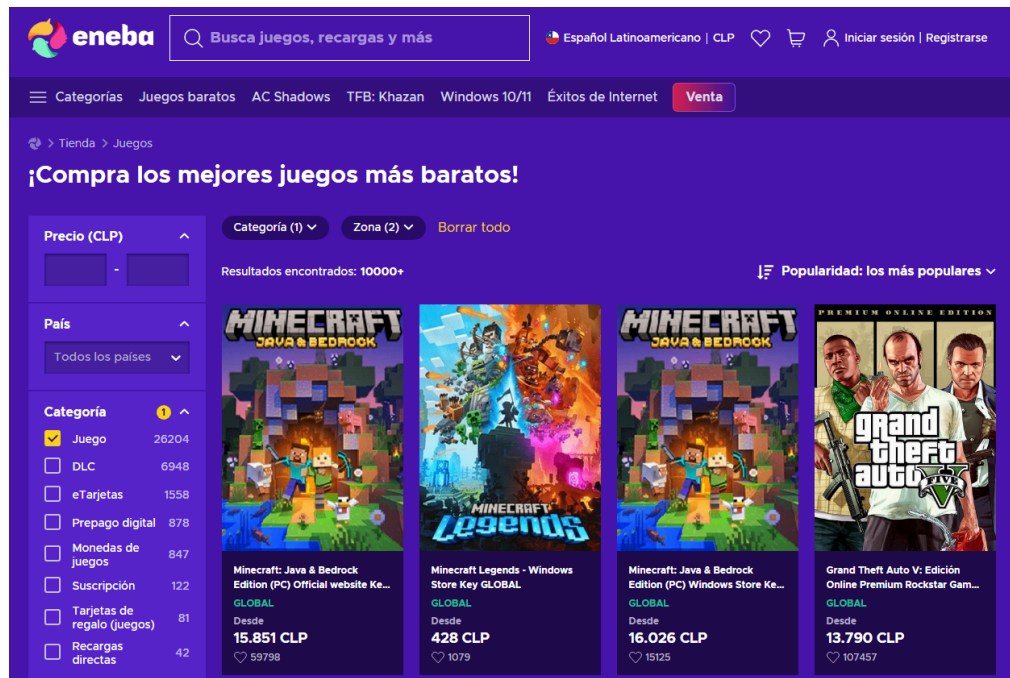 eneba
Busca juegos, recargas y más
Español Latinoamericano | CLP
Iniciar sesión | Registrarse
Categorías
Juegos baratos
AC Shadows
TFB: Khazan
Windows 10/11
Éxitos de Internet
Venta
> Tienda > Juegos
¡Compra los mejores juegos más baratos!
Precio (CLP)
-
País
Todos los países
Categoría
1
Juego 26204
DLC 6948
eTarjetas 1558
Prepago digital 878
Monedas de
juegos
847
Suscripción 122
Tarjetas de
regalo (juegos)
81
Recargas
directas
42
Categoría (1)
Zona (2)
Borrar todo
Resultados encontrados: 10000+
Popularidad: los más populares
MINECRAFT
JAVA & BEDROCK
Minecraft: Java & Bedrock
Edition (PC) Official website Ke...
GLOBAL
Desde
15.851 CLP
59798
MINECRAFT
Legends
Minecraft Legends - Windows
Store Key GLOBAL
GLOBAL
Desde
428 CLP
1079
MINECRAFT
JAVA & BEDROCK
Minecraft: Java & Bedrock
Edition (PC) Windows Store Ke...
GLOBAL
Desde
16.026 CLP
15125
PREMIUM ONLINE EDITION
grand
theft
auto
V
FIVE
Grand Theft Auto V: Edición
Online Premium Rockstar Gam...
GLOBAL
Desde
13.790 CLP
107457